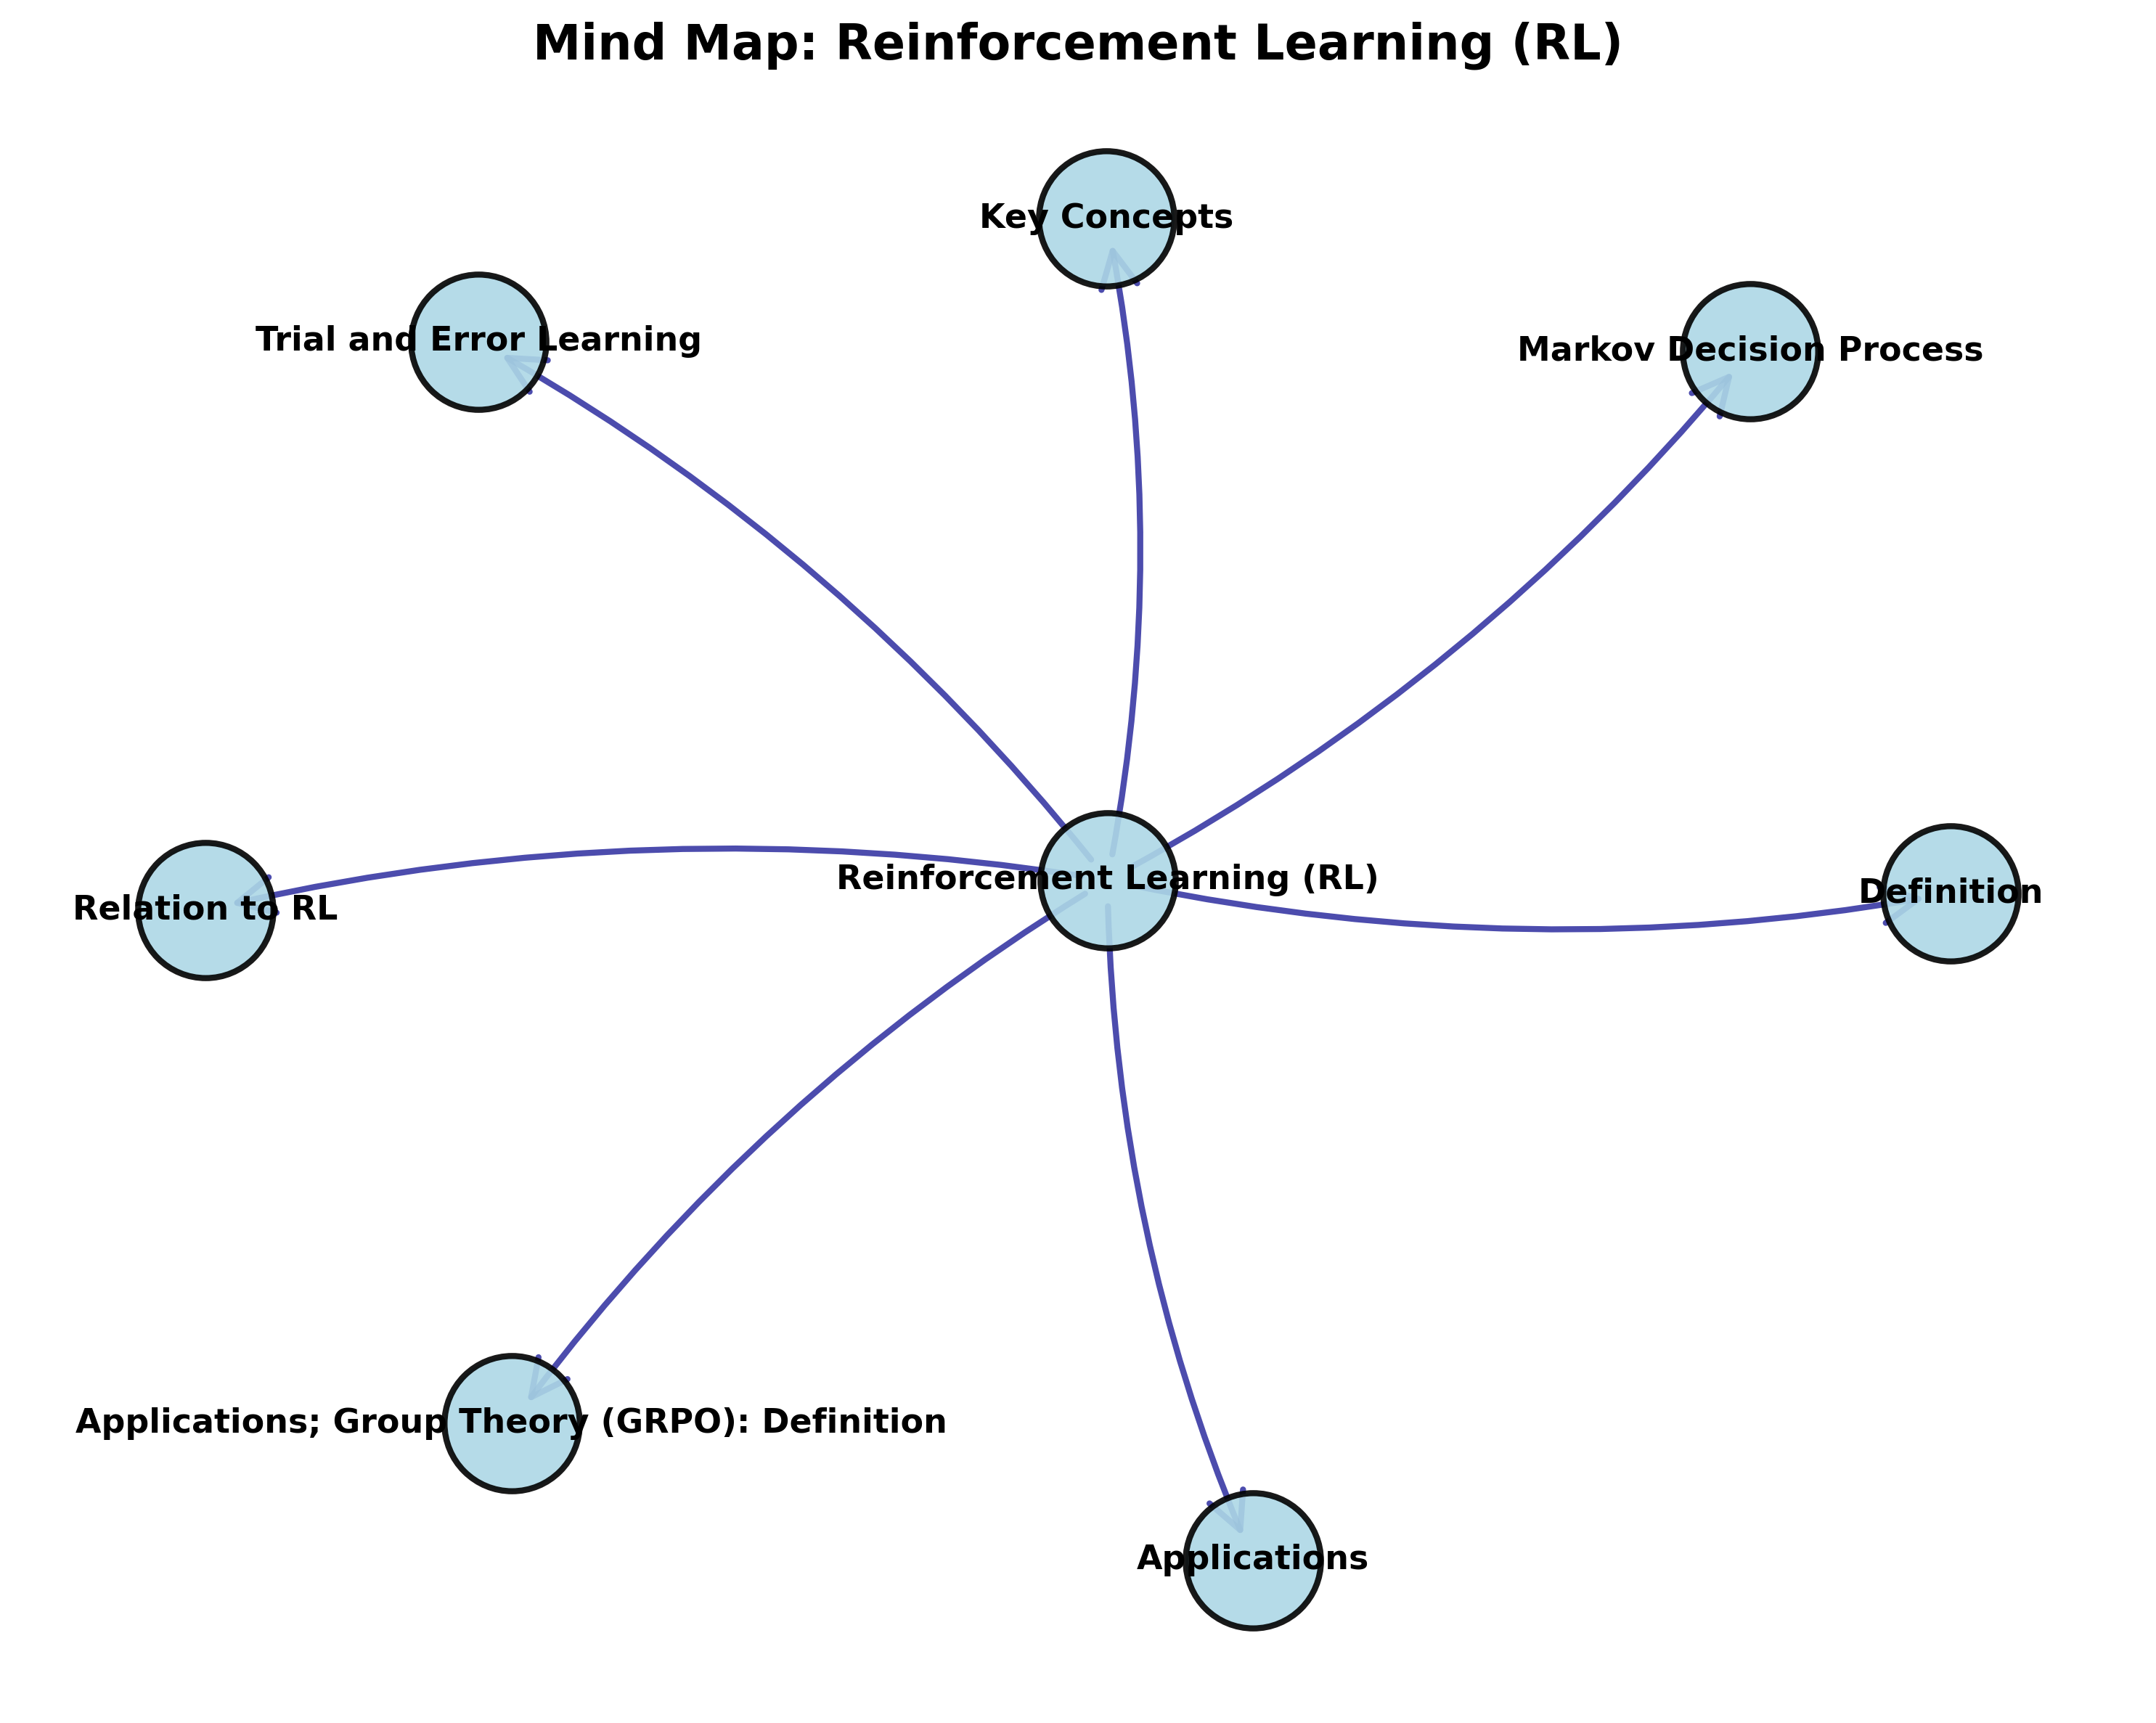 Mind Map: Reinforcement Learning (RL)
Key Concepts
Trial and Error Learning
Markov Decision Process
Reinforcement Learning (RL)
Definition
Relation to RL
Applications; Group Theory (GRPO): Definition
Applications